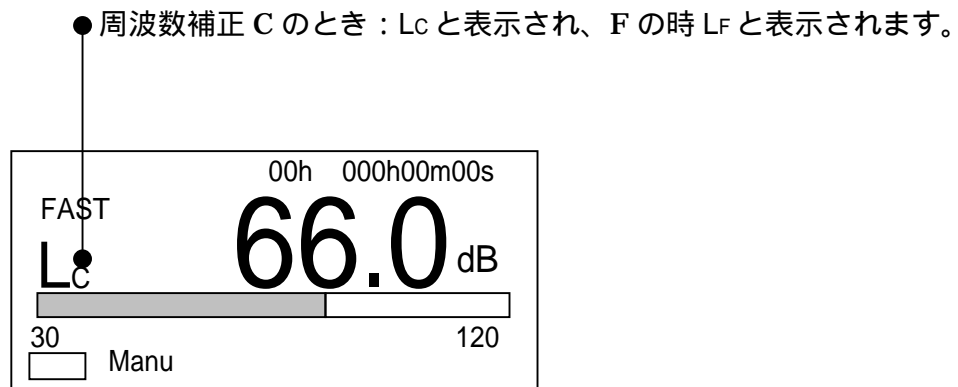 周波数補正 C のとき：Lc と表示され、F の時 LF と表示されます。
00h 000h00m00s
FAST
Lc 66.0 dB
30 120
Manu